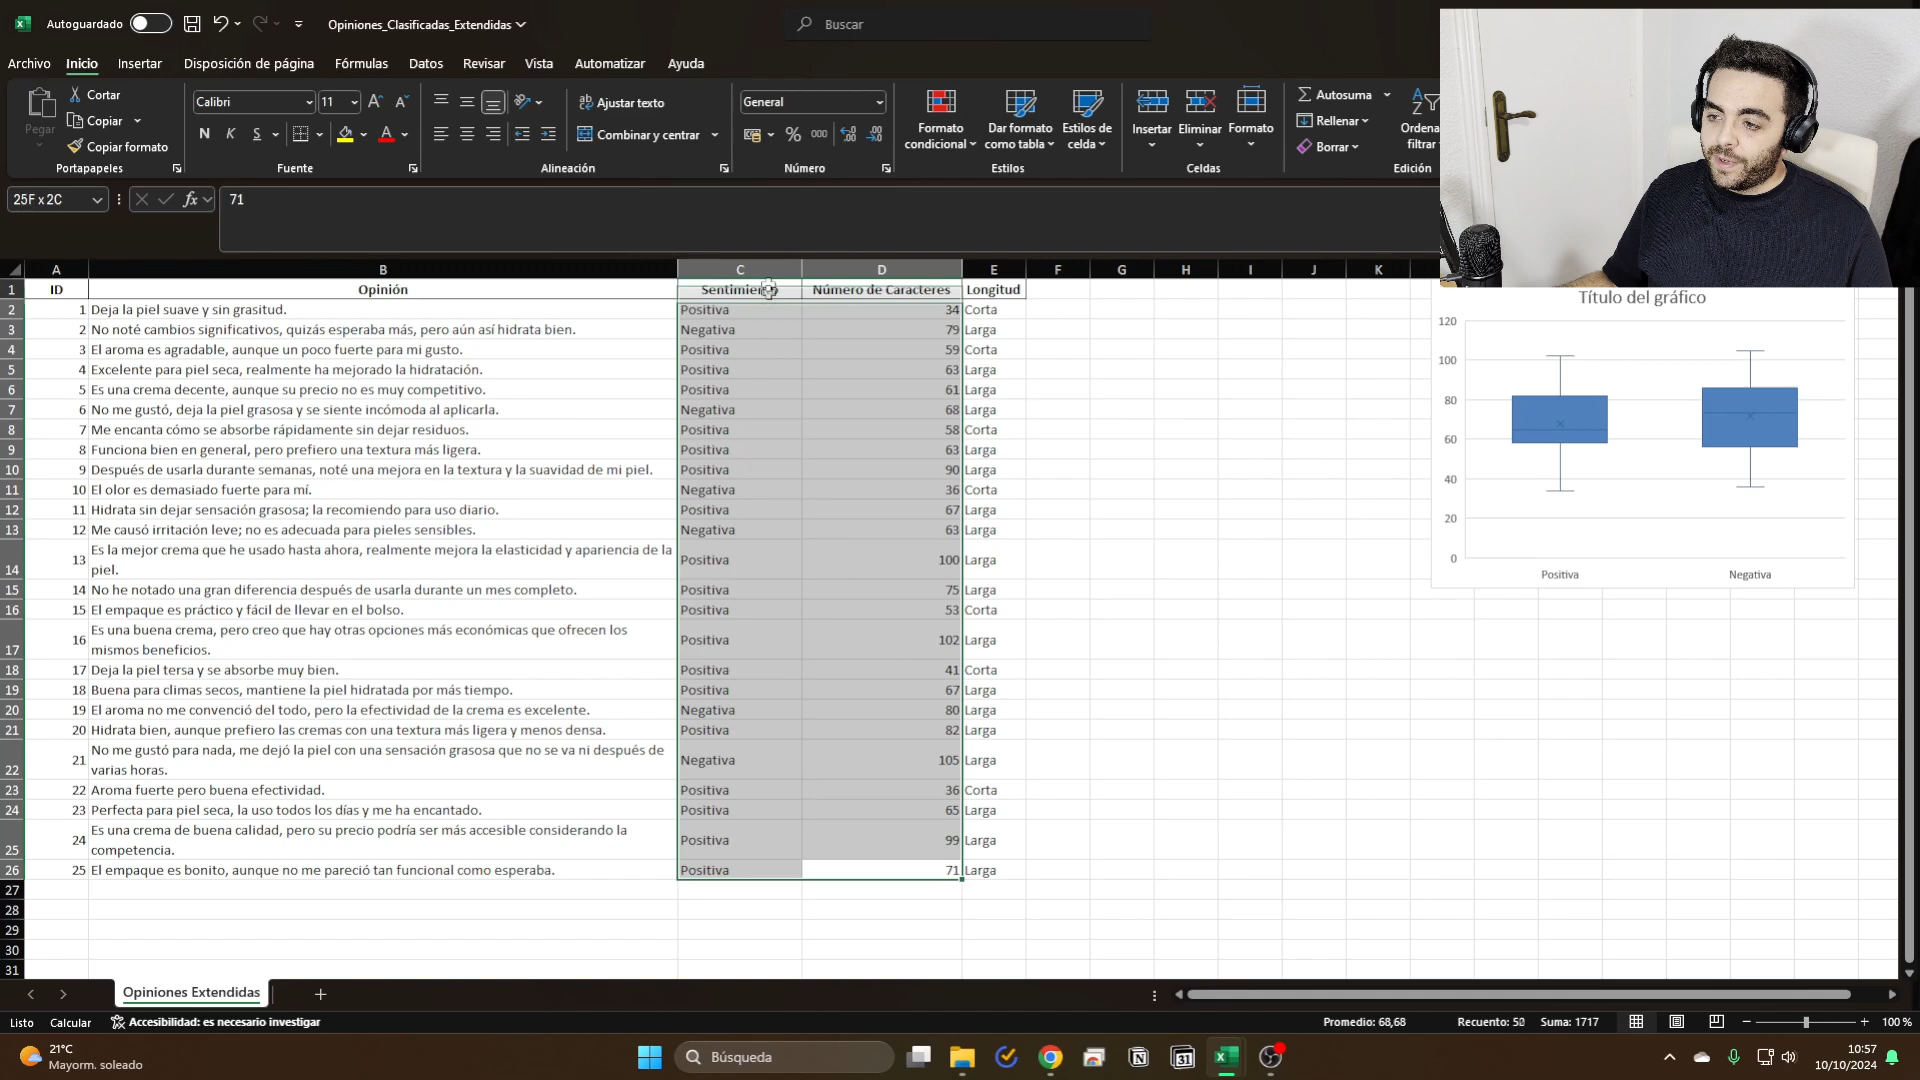 Autoguardado
Opiniones_Clasificadas_Extendidas
Buscar
Archivo Inicio Insertar Disposición de página Fórmulas Datos Revisar Vista Automatizar Ayuda
Pegar
Cortar
Copiar
Copiar formato
Portapapeles
Calibri 11
N K S
Fuente
Ajustar texto
Combinar y centrar
Alineación
General
% 000
Número
Formato condicional
Dar formato como tabla
Estilos de celda
Estilos
Insertar
Eliminar
Formato
Celdas
Autosuma
Rellenar
Borrar
Edición
25F x 2C fx 71
A B C D E F G H I J K
1 ID Opinión Número de Caracteres Longitud
2 1 Deja la piel suave y sin grasitud. Positiva 34 Corta
3 2 No noté cambios significativos, quizás esperaba más, pero aún así hidrata bien. Negativa 79 Larga
4 3 El aroma es agradable, aunque un poco fuerte para mi gusto. Positiva 59 Corta
5 4 Excelente para piel seca, realmente ha mejorado la hidratación. Positiva 63 Larga
6 5 Es una crema decente, aunque su precio no es muy competitivo. Positiva 61 Larga
7 6 No me gustó, deja la piel grasosa y se siente incómoda al aplicarla. Negativa 68 Larga
8 7 Me encanta cómo se absorbe rápidamente sin dejar residuos. Positiva 58 Corta
9 8 Funciona bien en general, pero prefiero una textura más ligera. Positiva 63 Larga
10 9 Después de usarla durante semanas, noté una mejora en la textura y la suavidad de mi piel. Positiva 90 Larga
11 10 El olor es demasiado fuerte para mí. Negativa 36 Corta
12 11 Hidrata sin dejar sensación grasosa; la recomiendo para uso diario. Positiva 67 Larga
13 12 Me causó irritación leve; no es adecuada para pieles sensibles. Negativa 63 Larga
14 13 Es la mejor crema que he usado hasta ahora, realmente mejora la elasticidad y apariencia de la
piel. Positiva 100 Larga
15 14 No he notado una gran diferencia después de usarla durante un mes completo. Positiva 75 Larga
16 15 El empaque es práctico y fácil de llevar en el bolso. Positiva 53 Corta
17 16 Es una buena crema, pero creo que hay otras opciones más económicas que ofrecen los
mismos beneficios. Positiva 102 Larga
18 17 Deja la piel tersa y se absorbe muy bien. Positiva 41 Corta
19 18 Buena para climas secos, mantiene la piel hidratada por más tiempo. Positiva 67 Larga
20 19 El aroma no me convenció del todo, pero la efectividad de la crema es excelente. Negativa 80 Larga
21 20 Hidrata bien, aunque prefiero las cremas con una textura más ligera y menos densa. Positiva 82 Larga
22 21 No me gustó para nada, me dejó la piel con una sensación grasosa que no se va ni después de
varias horas. Negativa 105 Larga
23 22 Aroma fuerte pero buena efectividad. Positiva 36 Corta
24 23 Perfecta para piel seca, la uso todos los días y me ha encantado. Positiva 65 Larga
25 24 Es una crema de buena calidad, pero su precio podría ser más accesible considerando la
competencia. Positiva 99 Larga
26 25 El empaque es bonito, aunque no me pareció tan funcional como esperaba. Positiva 71 Larga
27
28
29
30
31
Título del gráfico
120
100
80
60
40
20
0
Positiva Negativa
Opiniones Extendidas
Listo Calcular Accesibilidad: es necesario investigar Promedio: 68,68 Recuento: 50 Suma: 1717 100 %
21°C
Mayorm. soleado
Búsqueda
31
10:57
10/10/2024